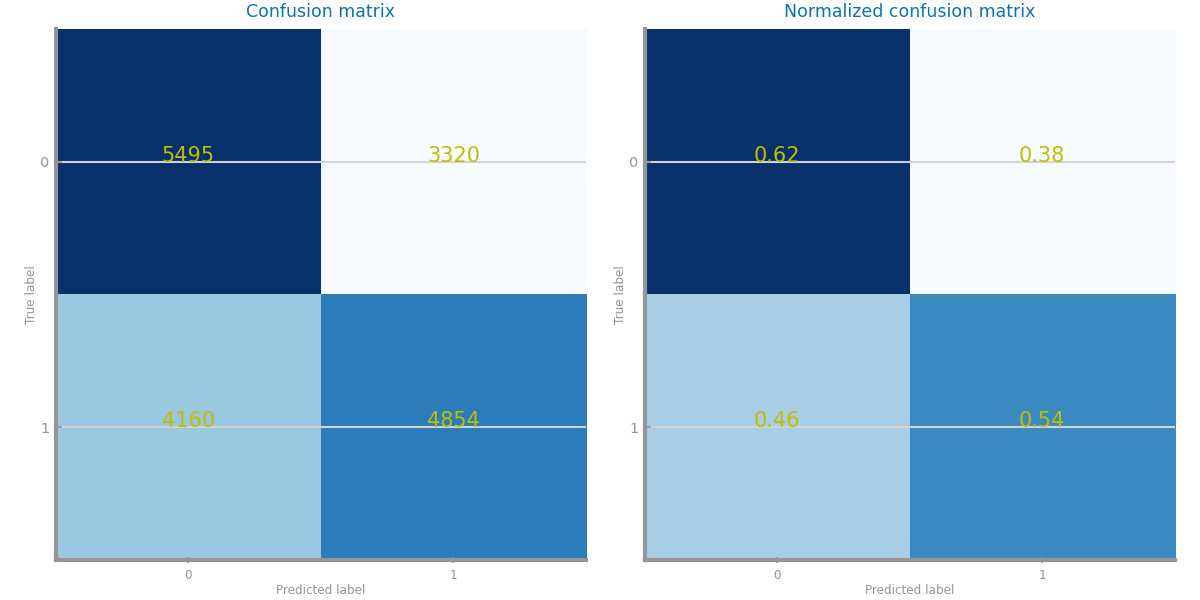 Confusion matrix
0
5495
3320
True label
1
4160
4854
0
1
Predicted label
Normalized confusion matrix
0
0.62
0.38
True label
1
0.46
0.54
0
1
Predicted label